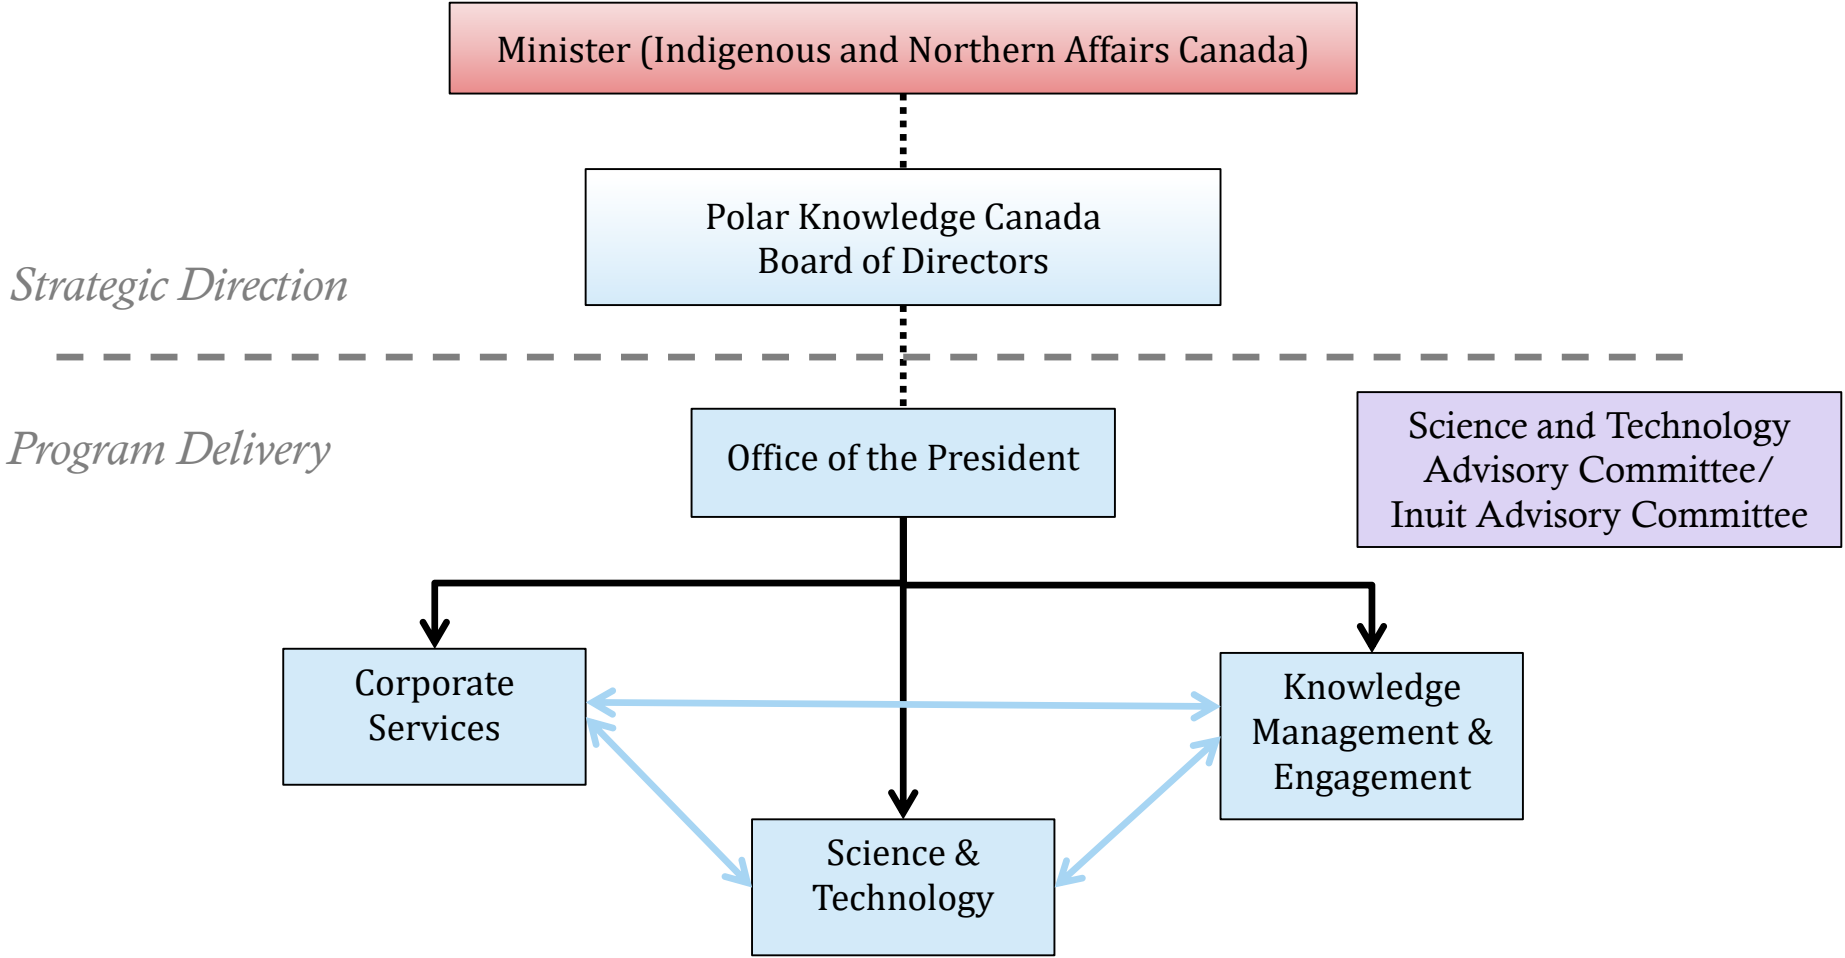 Minister (Indigenous and Northern Affairs Canada)
Polar Knowledge Canada
Board of Directors
Strategic Direction
Program Delivery
Office of the President
Science and Technology
Advisory Committee/
Inuit Advisory Committee
Corporate
Services
Knowledge
Management &
Engagement
Science &
Technology